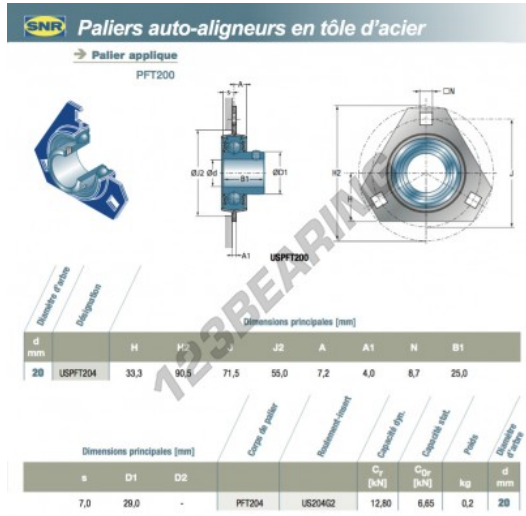 SNR Paliers auto-aligneurs en tôle d'acier
Palier applique
PFT200
A
s
ØJ2
Ød
B1
ØD1
A1
USPFT200
□N
H2
H
J
123BEARING
Diamètre d'arbre
Désignation
Dimensions principales [mm]
d mm H H2 J J2 A A1 N B1
20 USPFT204 33,3 90,5 71,5 55,0 7,2 4,0 8,7 25,0
Dimensions principales [mm]
Corps de palier
Roulement-insert
Capacité dyn.
Capacité stat.
Poids
Diamètre d'arbre
s D1 D2 Cr [kN] C0r [kN] kg d mm
7,0 29,0 - PFT204 US204G2 12,80 6,65 0,2 20